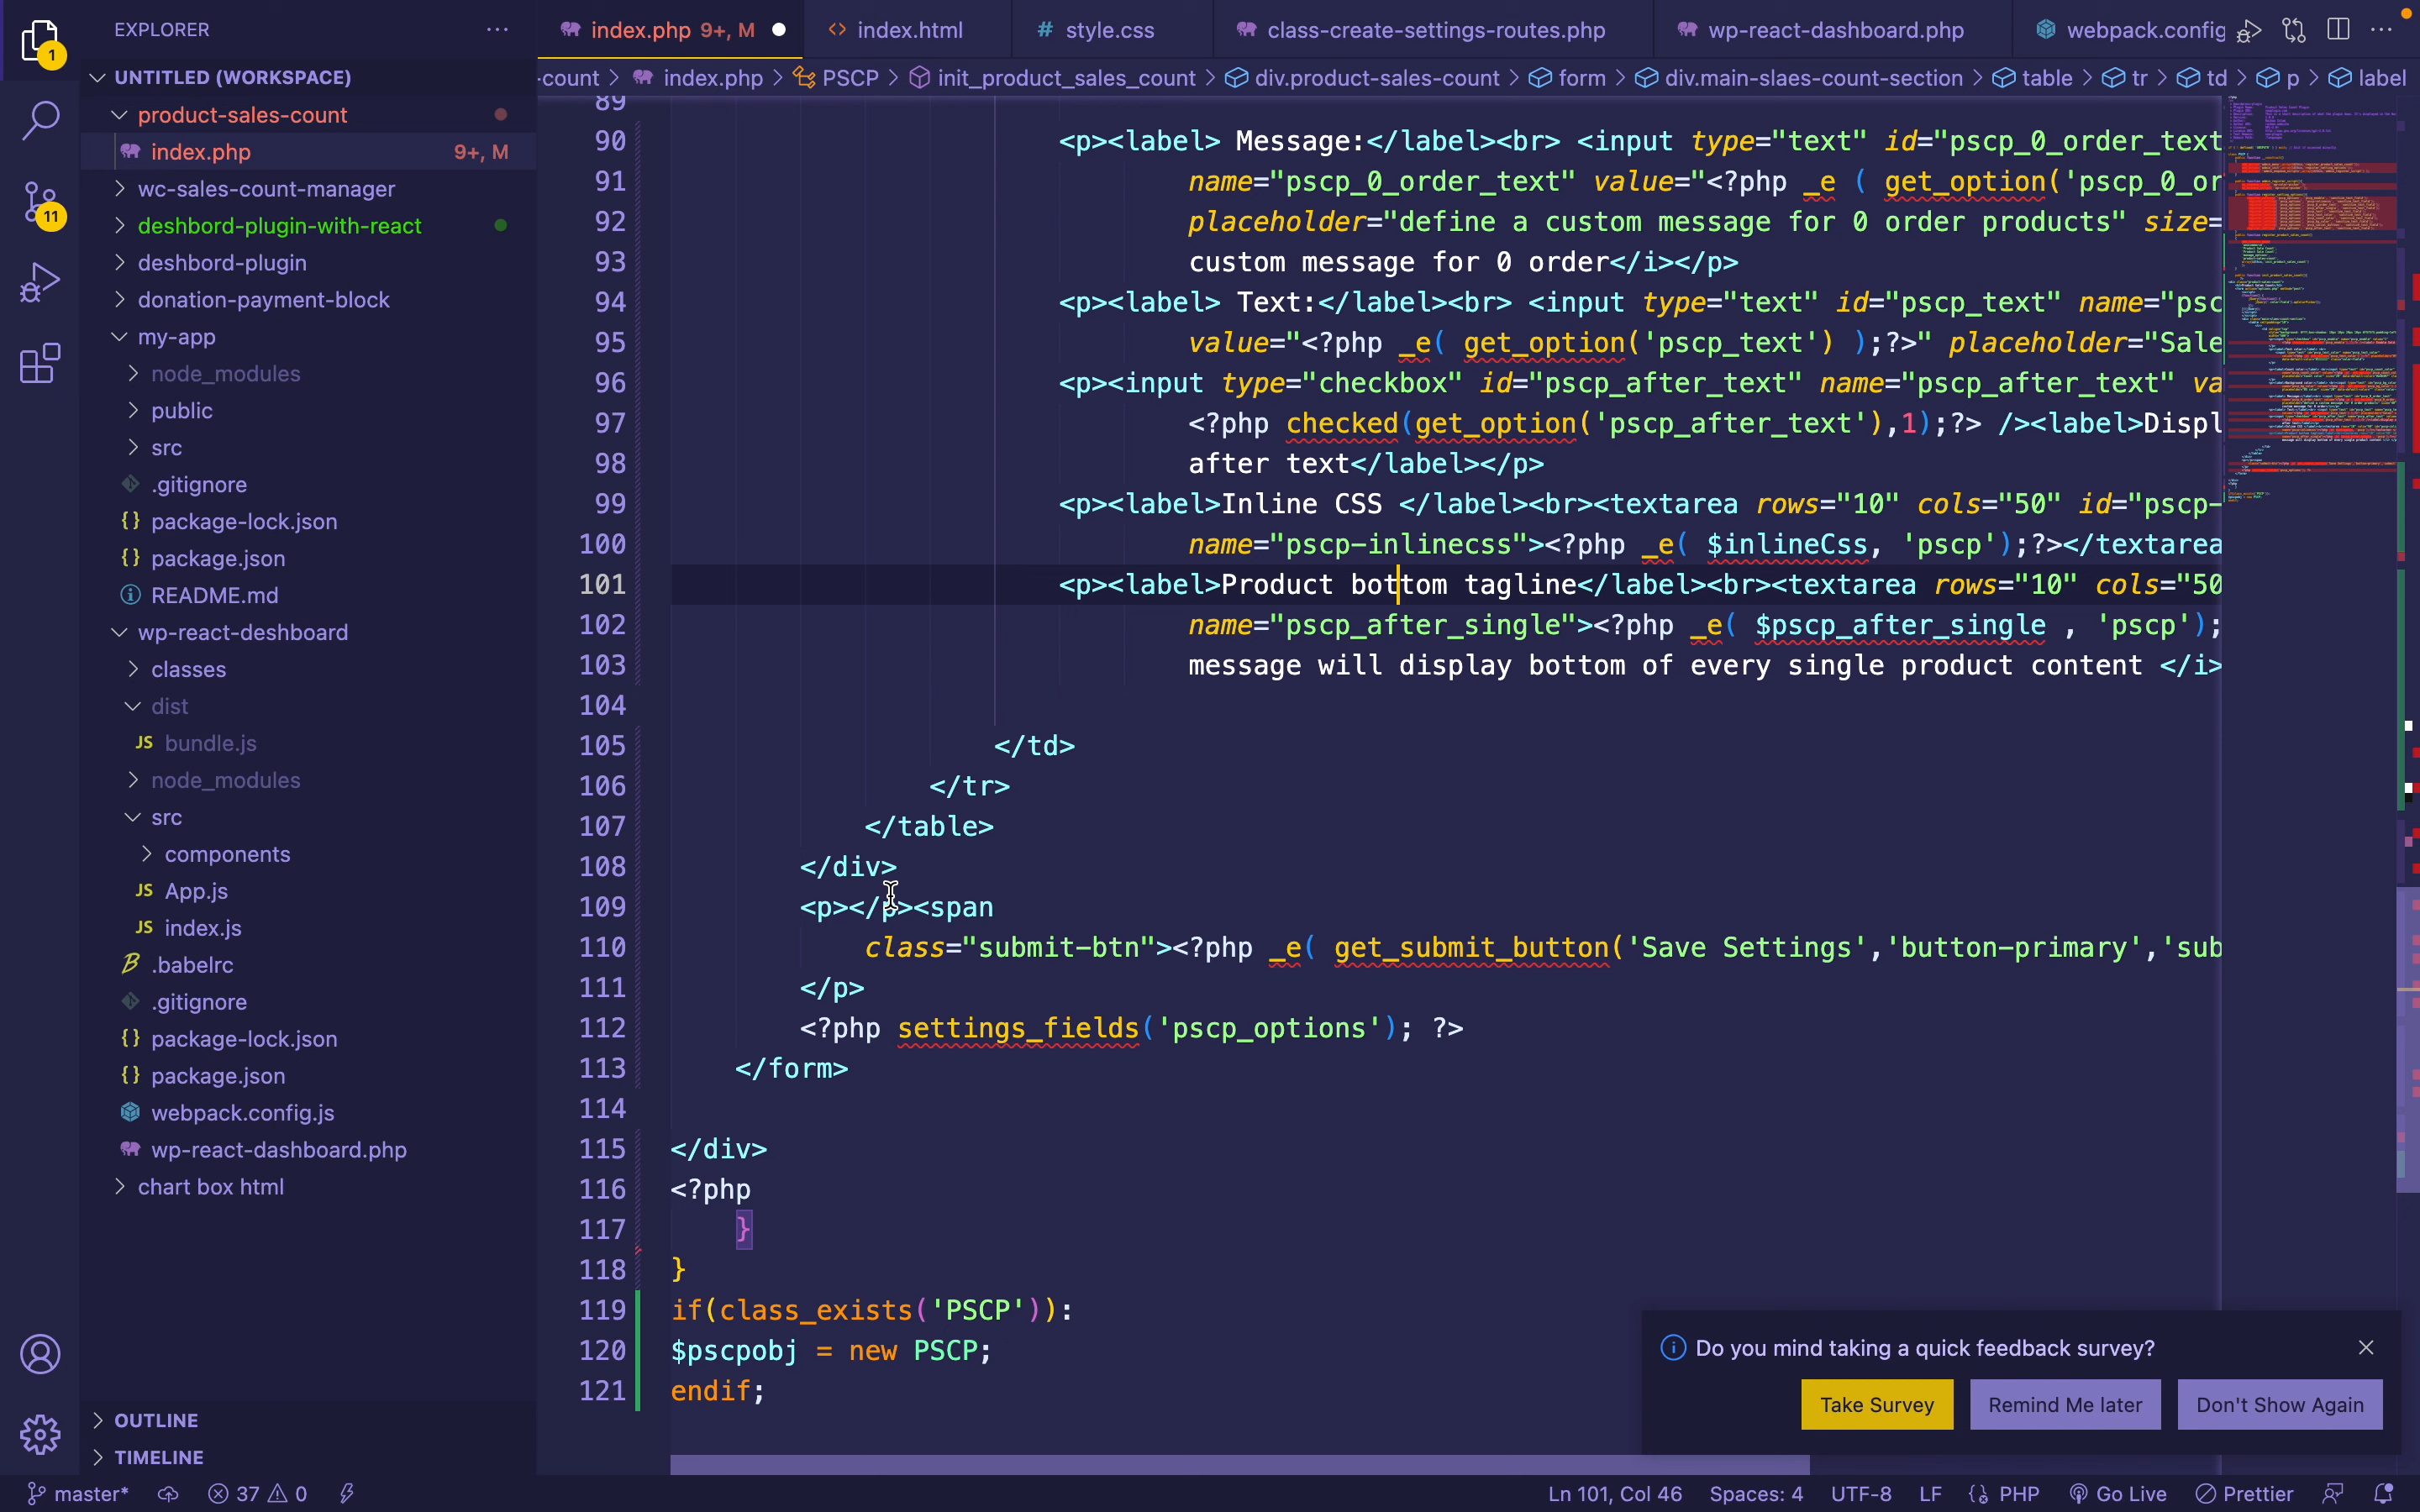 1
11
EXPLORER
UNTITLED (WORKSPACE)
product-sales-count
index.php 9+, M
wc-sales-count-manager
deshbord-plugin-with-react
deshbord-plugin
donation-payment-block
my-app
node_modules
public
src
.gitignore
package-lock.json
package.json
README.md
wp-react-deshboard
classes
dist
JS bundle.js
node_modules
src
components
JS App.js
JS index.js
.babelrc
.gitignore
package-lock.json
package.json
webpack.config.js
wp-react-dashboard.php
chart box html
OUTLINE
TIMELINE
index.php 9+, M
index.html
style.css
class-create-settings-routes.php
wp-react-dashboard.php
webpack.config
-count > index.php > PSCP > init_product_sales_count > div.product-sales-count > form > div.main-slaes-count-section > table > tr > td > p > label
89
90 <p><label> Message:</label><br> <input type="text" id="pscp_0_order_text
91 name="pscp_0_order_text" value="<?php _e ( get_option('pscp_0_or
92 placeholder="define a custom message for 0 order products" size=
93 custom message for 0 order</i></p>
94 <p><label> Text:</label><br> <input type="text" id="pscp_text" name="psc
95 value="<?php _e( get_option('pscp_text') );?>" placeholder="Sale
96 <p><input type="checkbox" id="pscp_after_text" name="pscp_after_text" va
97 <?php checked(get_option('pscp_after_text'),1);?> /><label>Displ
98 after text</label></p>
99 <p><label>Inline CSS </label><br><textarea rows="10" cols="50" id="pscp-
100 name="pscp-inlinecss"><?php _e( $inlineCss, 'pscp');?></textarea
101 <p><label>Product bottom tagline</label><br><textarea rows="10" cols="50
102 name="pscp_after_single"><?php _e( $pscp_after_single , 'pscp');
103 message will display bottom of every single product content </i>
104
105 </td>
106 </tr>
107 </table>
108 </div>
109 <p></p><span
110 class="submit-btn"><?php _e( get_submit_button('Save Settings','button-primary','sub
111 </p>
112 <?php settings_fields('pscp_options'); ?>
113 </form>
114
115 </div>
116 <?php
117 }
118 }
119 if(class_exists('PSCP')):
120 $pscpobj = new PSCP;
121 endif;
Do you mind taking a quick feedback survey?
Take Survey
Remind Me later
Don't Show Again
master* 37 0
Ln 101, Col 46 Spaces: 4 UTF-8 LF PHP Go Live Prettier